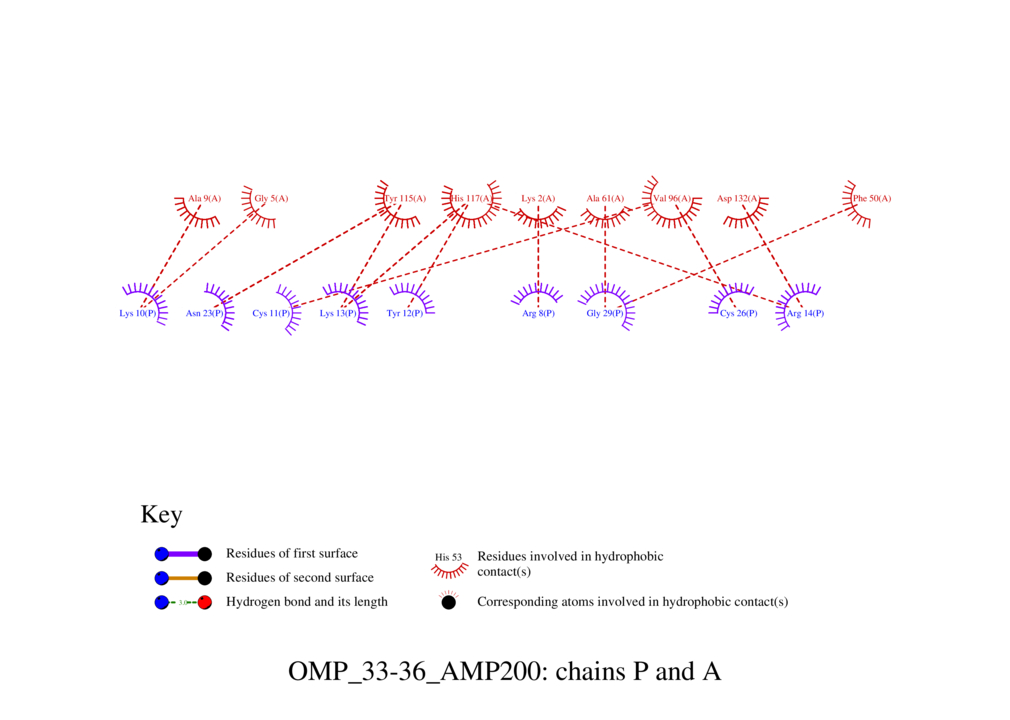 Ala 9(A) Gly 5(A) Tyr 115(A) His 117(A) Lys 2(A) Ala 61(A) Val 96(A) Asp 132(A) Phe 50(A)
Lys 10(P) Asn 23(P) Cys 11(P) Lys 13(P) Tyr 12(P) Arg 8(P) Gly 29(P) Cys 26(P) Arg 14(P)
Key
Residues of first surface
Residues of second surface
3.0 Hydrogen bond and its length
His 53 Residues involved in hydrophobic
contact(s)
Corresponding atoms involved in hydrophobic contact(s)
OMP_33-36_AMP200: chains P and A